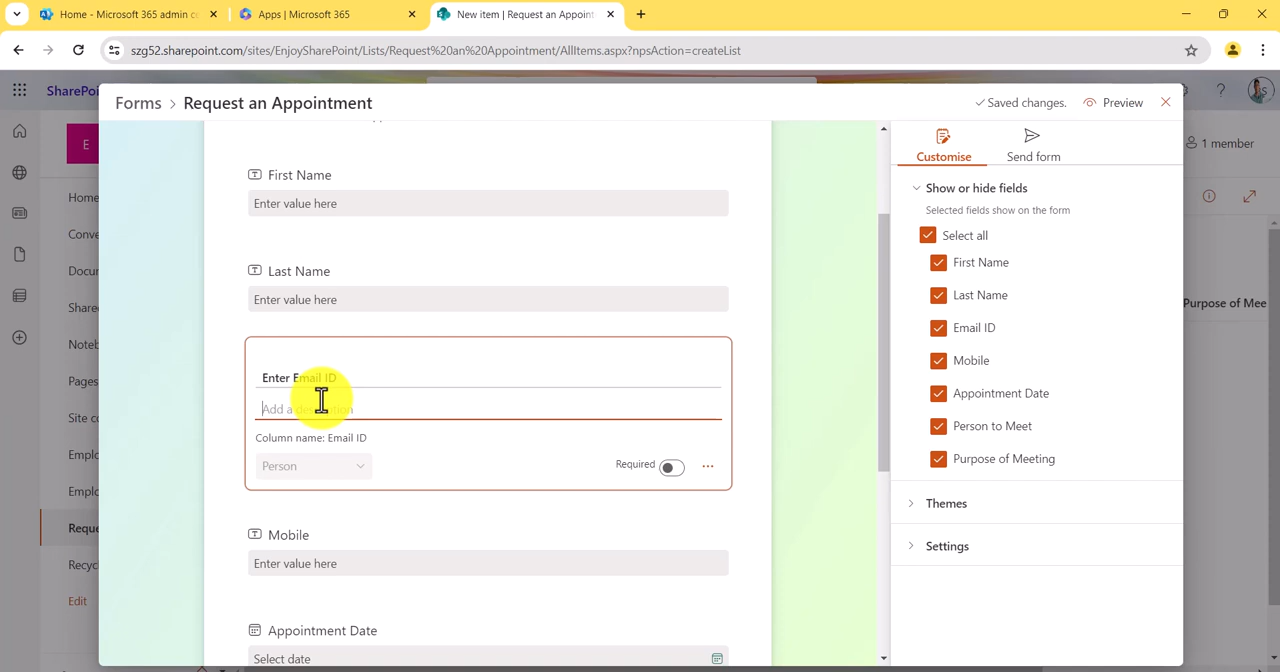 Home - Microsoft 365 admin ce
Apps | Microsoft 365
New item | Request an Appoint
szg52.sharepoint.com/sites/EnjoySharePoint/Lists/Request%20an%20Appointment/AllItems.aspx?npsAction=createList
SharePoi
Forms > Request an Appointment
Saved changes.
Preview
Customise
Send form
E
1 member
First Name
Enter value here
Show or hide fields
Selected fields show on the form
Select all
Home
Conve
Docum
Share
Noteb
Pages
Site co
Emplo
Emplo
Reque
Recyc
Edit
Last Name
Enter value here
First Name
Last Name
Email ID
Mobile
Appointment Date
Person to Meet
Purpose of Meeting
Purpose of Mee
Enter Email ID
Add a description
Column name: Email ID
Person
Required
Themes
Settings
Mobile
Enter value here
Appointment Date
Select date